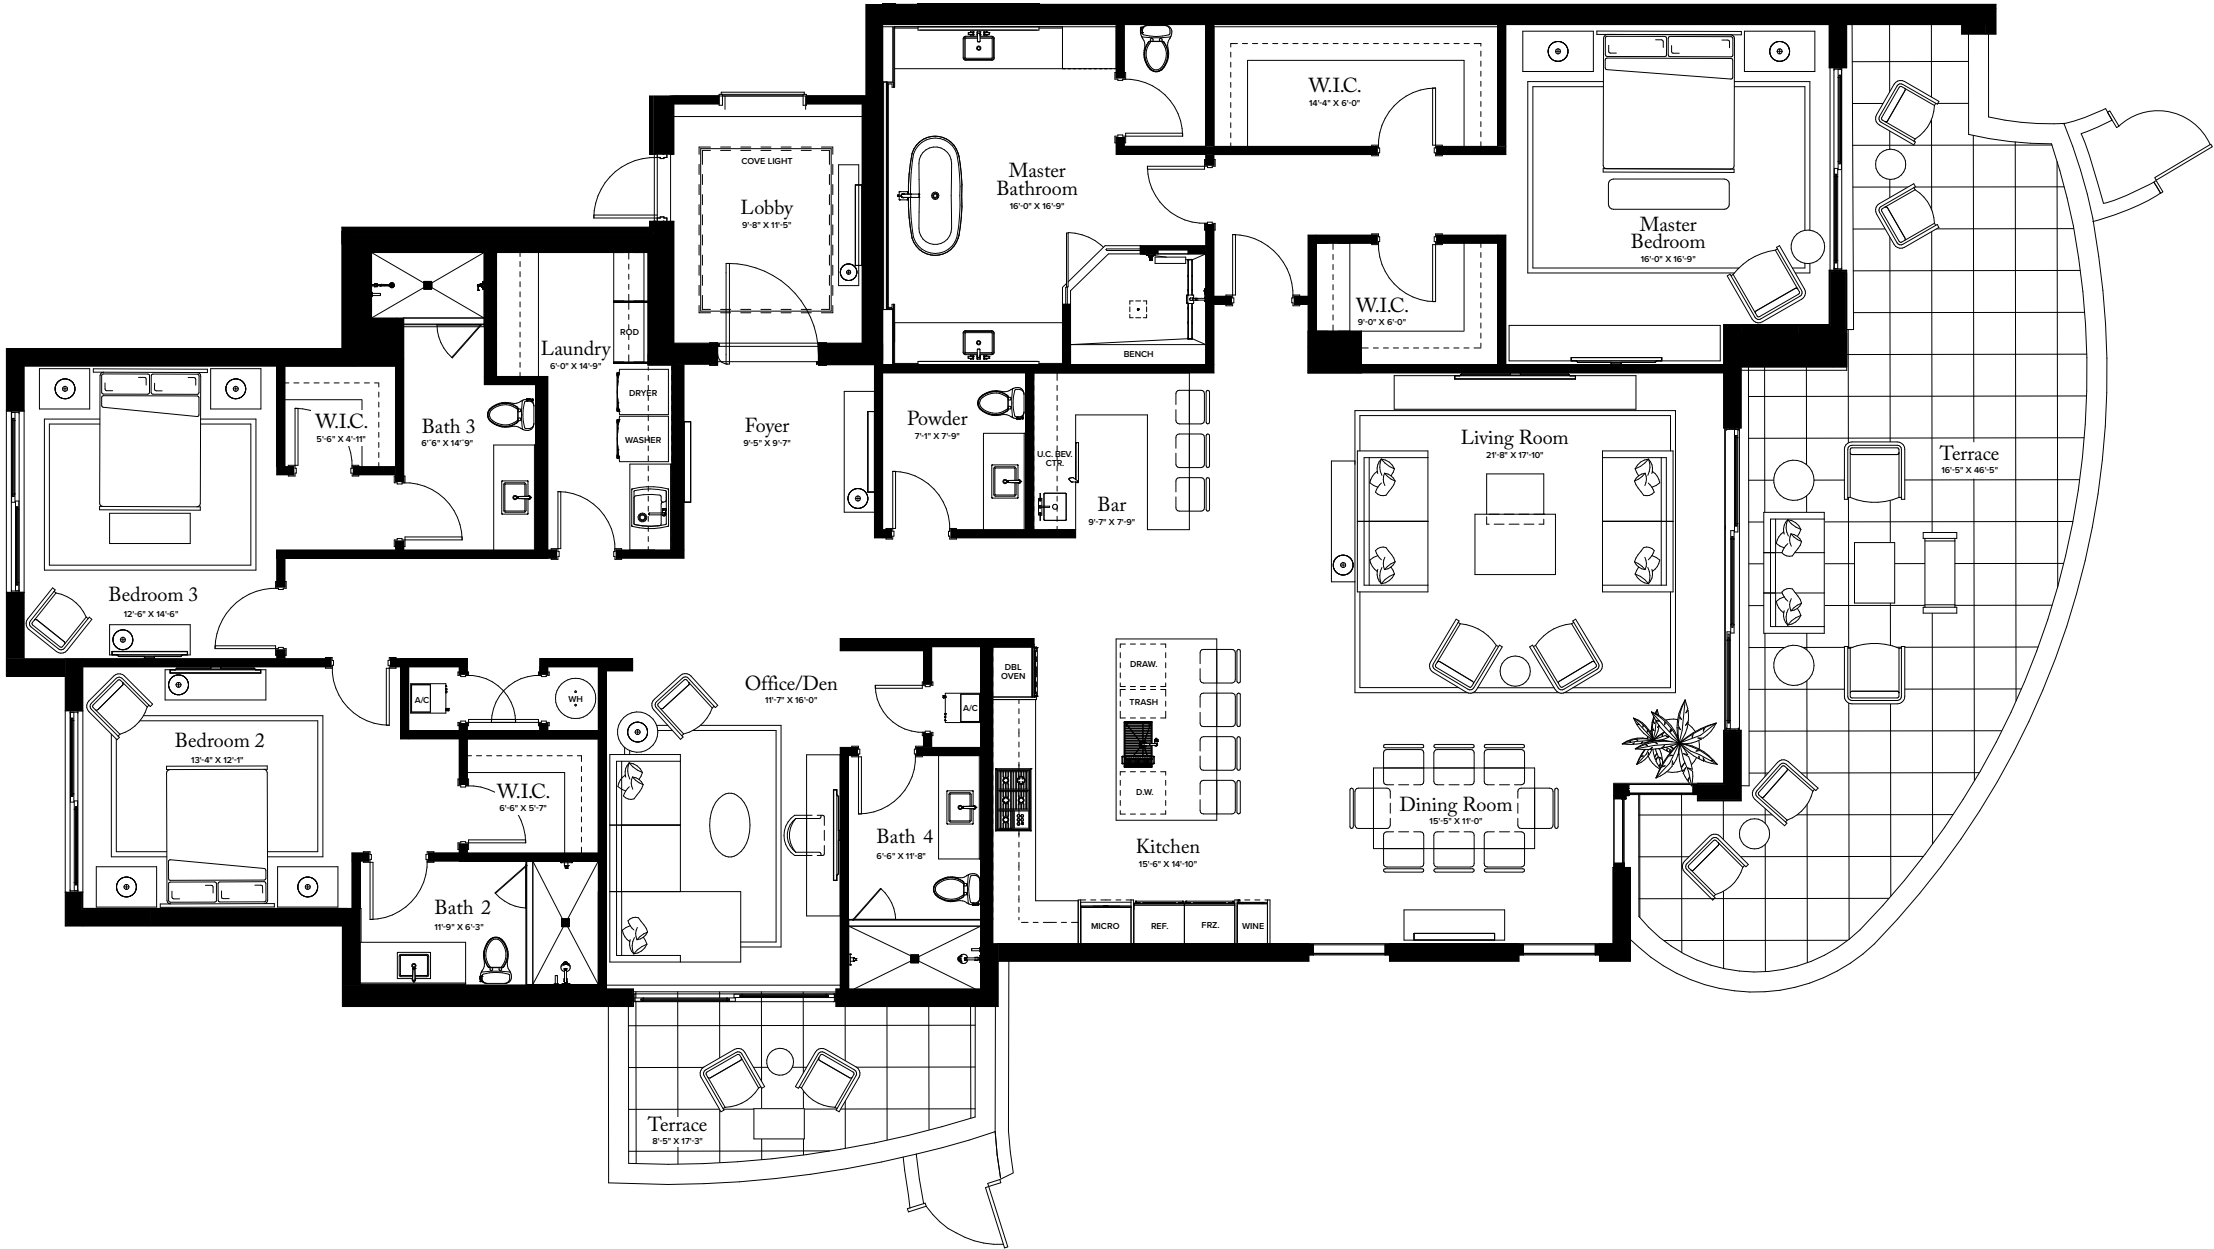 W.I.C.
14'-4" X 6'-0"
COVE LIGHT
Lobby
9'-8" X 11'-5"
Master
Bathroom
16'-0" X 16'-9"
Master
Bedroom
16'-0" X 16'-9"
W.I.C.
9'-0" X 6'-0"
ROD
Laundry
6'-0" X 14'-9"
BENCH
DRYER
WASHER
W.I.C.
5'-6" X 4'-11"
Bath 3
6'6" X 14'9"
Foyer
9'-5" X 9'-7"
Powder
7'-1" X 7'-9"
U.C. BEV.
CTR.
Bar
9'-7" X 7'-9"
Living Room
21'-8" X 17'-10"
Terrace
16'-5" X 46'-5"
Bedroom 3
12'-6" X 14'-6"
A/C
WH
Office/Den
11'-7" X 16'-0"
A/C
DBL
OVEN
DRAW.
TRASH
D.W.
Bedroom 2
13'-4" X 12'-1"
W.I.C.
6'-6" X 5'-7"
Bath 4
6'-6" X 11'-8"
Kitchen
15'-6" X 14'-10"
Dining Room
15'-5" X 11'-0"
Bath 2
11'-9" X 6'-3"
MICRO
REF.
FRZ.
WINE
Terrace
8'-5" X 17'-3"